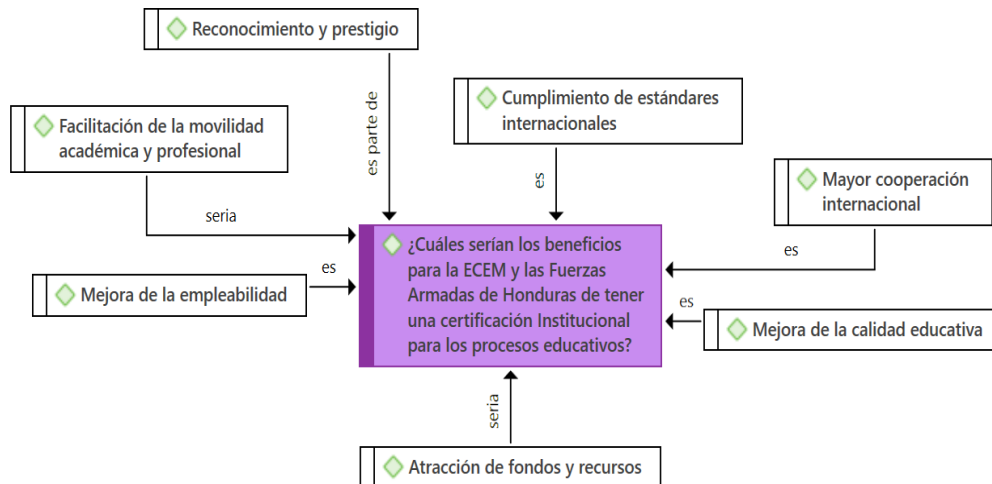 Reconocimiento y prestigio
es parte de
Cumplimiento de estándares
internacionales
es
Facilitación de la movilidad
académica y profesional
seria
Mayor cooperación
internacional
es
¿Cuáles serían los beneficios
para la ECEM y las Fuerzas
Armadas de Honduras de tener
una certificación Institucional
para los procesos educativos?
Mejora de la empleabilidad
es
es
Mejora de la calidad educativa
seria
Atracción de fondos y recursos